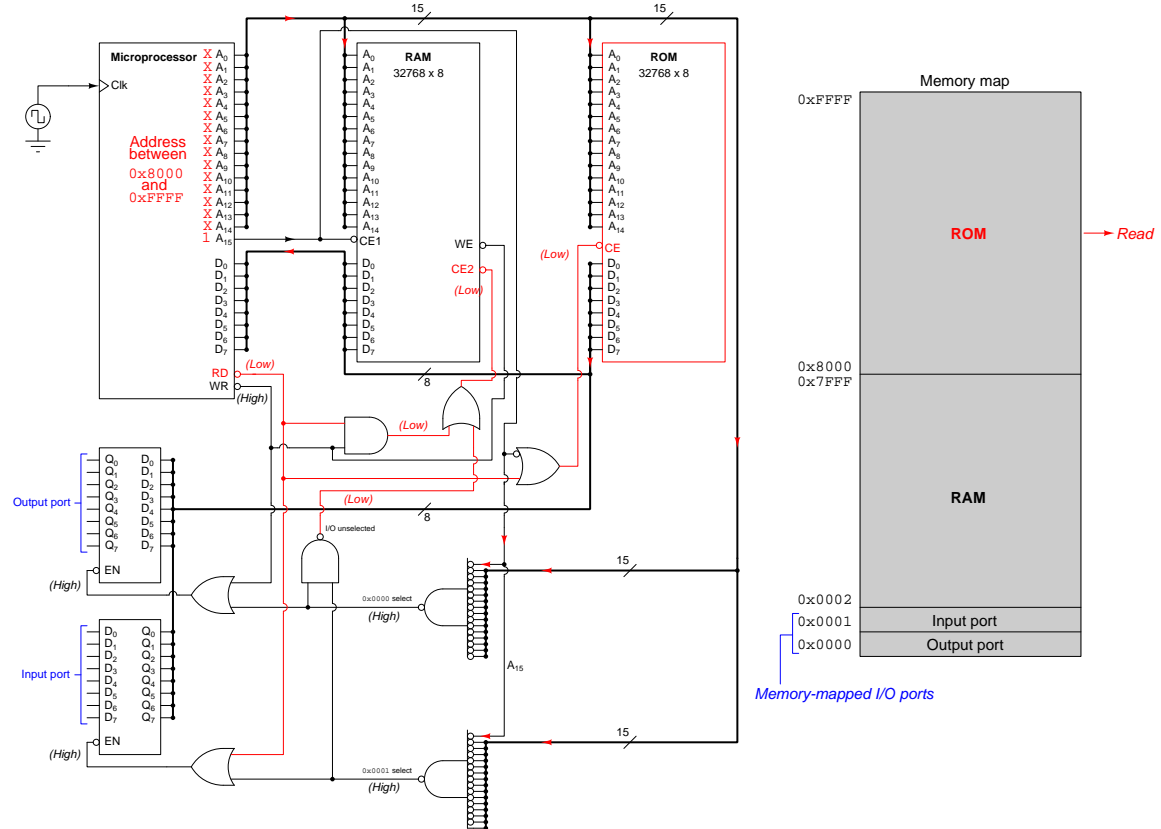 15
15
Microprocessor
Clk
X A0
X A1
X A2
X A3
X A4
X A5
X A6
X A7
X A8
X A9
X A10
X A11
X A12
X A13
X A14
1 A15
Address
between
0x8000
and
0xFFFF
D0
D1
D2
D3
D4
D5
D6
D7
RD
(Low)
WR
(High)
RAM
32768 x 8
A0
A1
A2
A3
A4
A5
A6
A7
A8
A9
A10
A11
A12
A13
A14
CE1
WE
CE2
(Low)
D0
D1
D2
D3
D4
D5
D6
D7
8
ROM
32768 x 8
A0
A1
A2
A3
A4
A5
A6
A7
A8
A9
A10
A11
A12
A13
A14
(Low)
CE
D0
D1
D2
D3
D4
D5
D6
D7
(Low)
(Low)
8
I/O unselected
Output port
Q0 D0
Q1 D1
Q2 D2
Q3 D3
Q4 D4
Q5 D5
Q6 D6
Q7 D7
EN
(High)
0x0000 select
(High)
15
A15
Input port
D0 Q0
D1 Q1
D2 Q2
D3 Q3
D4 Q4
D5 Q5
D6 Q6
D7 Q7
EN
(High)
0x0001 select
(High)
15
Memory map
0xFFFF
ROM
Read
0x8000
0x7FFF
RAM
0x0002
0x0001
Input port
0x0000
Output port
Memory-mapped I/O ports